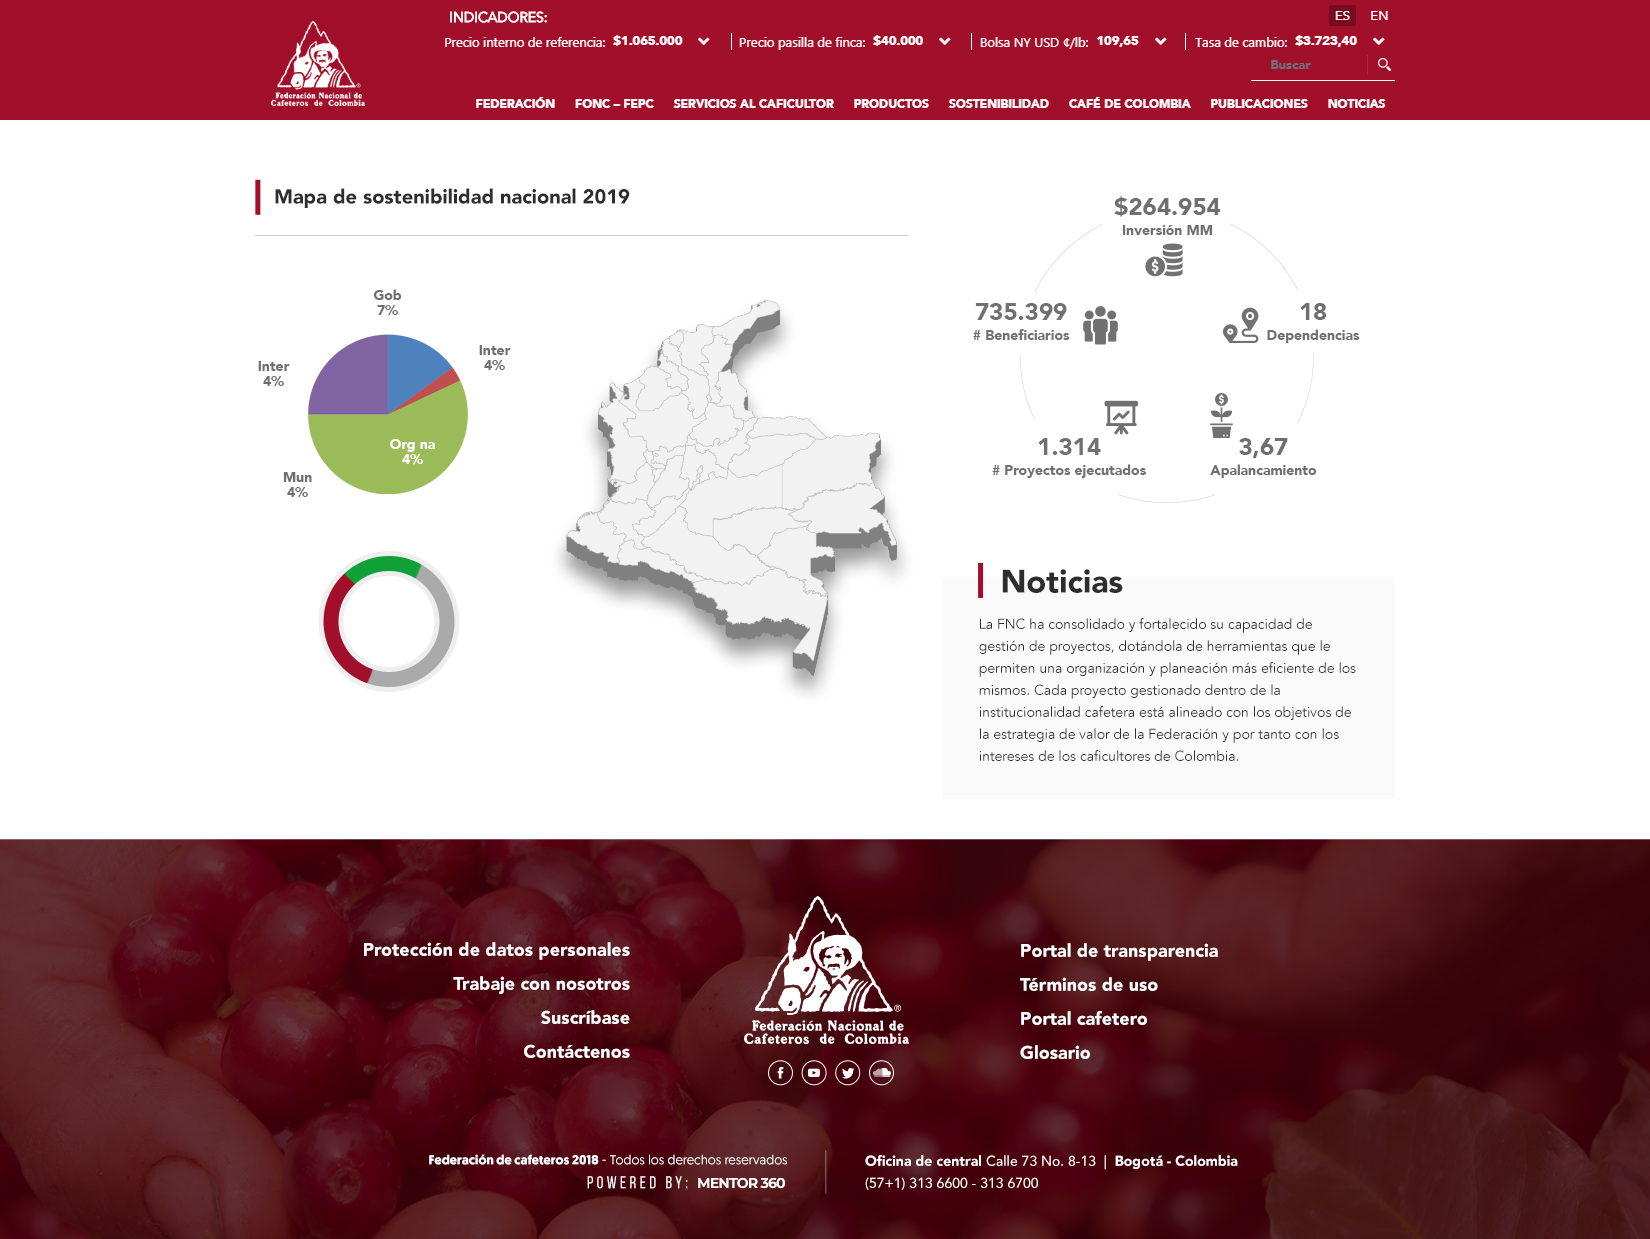 INDICADORES:
ES EN
Precio interno de referencia: $1.065.000
Precio pasilla de finca: $40.000
Bolsa NY USD ¢/lb: 109,65
Tasa de cambio: $3.723,40
Buscar
Federación Nacional de
Cafeteros de Colombia
FEDERACIÓN FONC – FEPC SERVICIOS AL CAFICULTOR PRODUCTOS SOSTENIBILIDAD CAFÉ DE COLOMBIA PUBLICACIONES NOTICIAS
Mapa de sostenibilidad nacional 2019
Gob
7%
Inter
4%
Inter
4%
Org na
4%
Mun
4%
$264.954
Inversión MM
735.399
# Beneficiarios
18
Dependencias
1.314
# Proyectos ejecutados
3,67
Apalancamiento
Noticias
La FNC ha consolidado y fortalecido su capacidad de
gestión de proyectos, dotándola de herramientas que le
permiten una organización y planeación más eficiente de los
mismos. Cada proyecto gestionado dentro de la
institucionalidad cafetera está alineado con los objetivos de
la estrategia de valor de la Federación y por tanto con los
intereses de los caficultores de Colombia.
Protección de datos personales
Trabaje con nosotros
Suscríbase
Contáctenos
Federación Nacional de
Cafeteros de Colombia
®
Portal de transparencia
Términos de uso
Portal cafetero
Glosario
Federación de cafeteros 2018 - Todos los derechos reservados
POWERED BY: MENTOR 360
Oficina de central Calle 73 No. 8-13 | Bogotá - Colombia
(57+1) 313 6600 - 313 6700